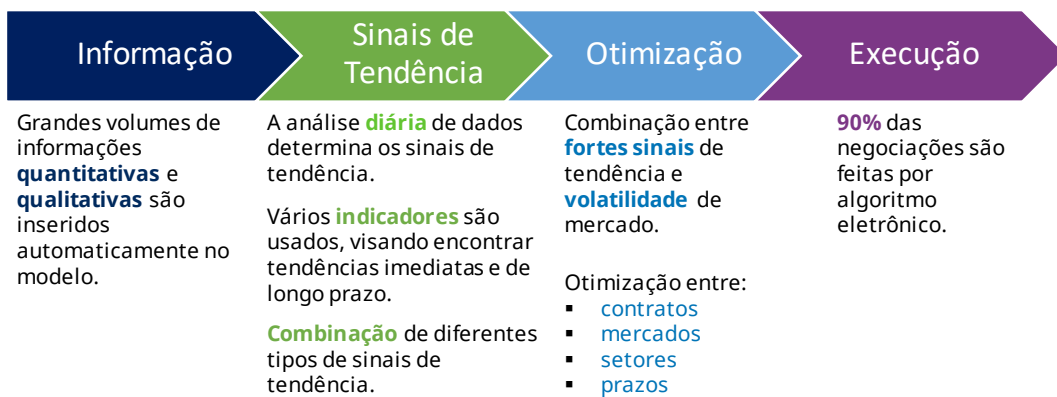 Informação
Grandes volumes de
informações
quantitativas e
qualitativas são
inseridos
automaticamente no
modelo.
Sinais de
Tendência
A análise diária de dados
determina os sinais de
tendência.
Vários indicadores são
usados, visando encontrar
tendências imediatas e de
longo prazo.
Combinação de diferentes
tipos de sinais de
tendência.
Otimização
Combinação entre
fortes sinais de
tendência e
volatilidade de
mercado.
Otimização entre:
▪ contratos
▪ mercados
▪ setores
▪ prazos
Execução
90% das
negociações são
feitas por
algoritmo
eletrônico.